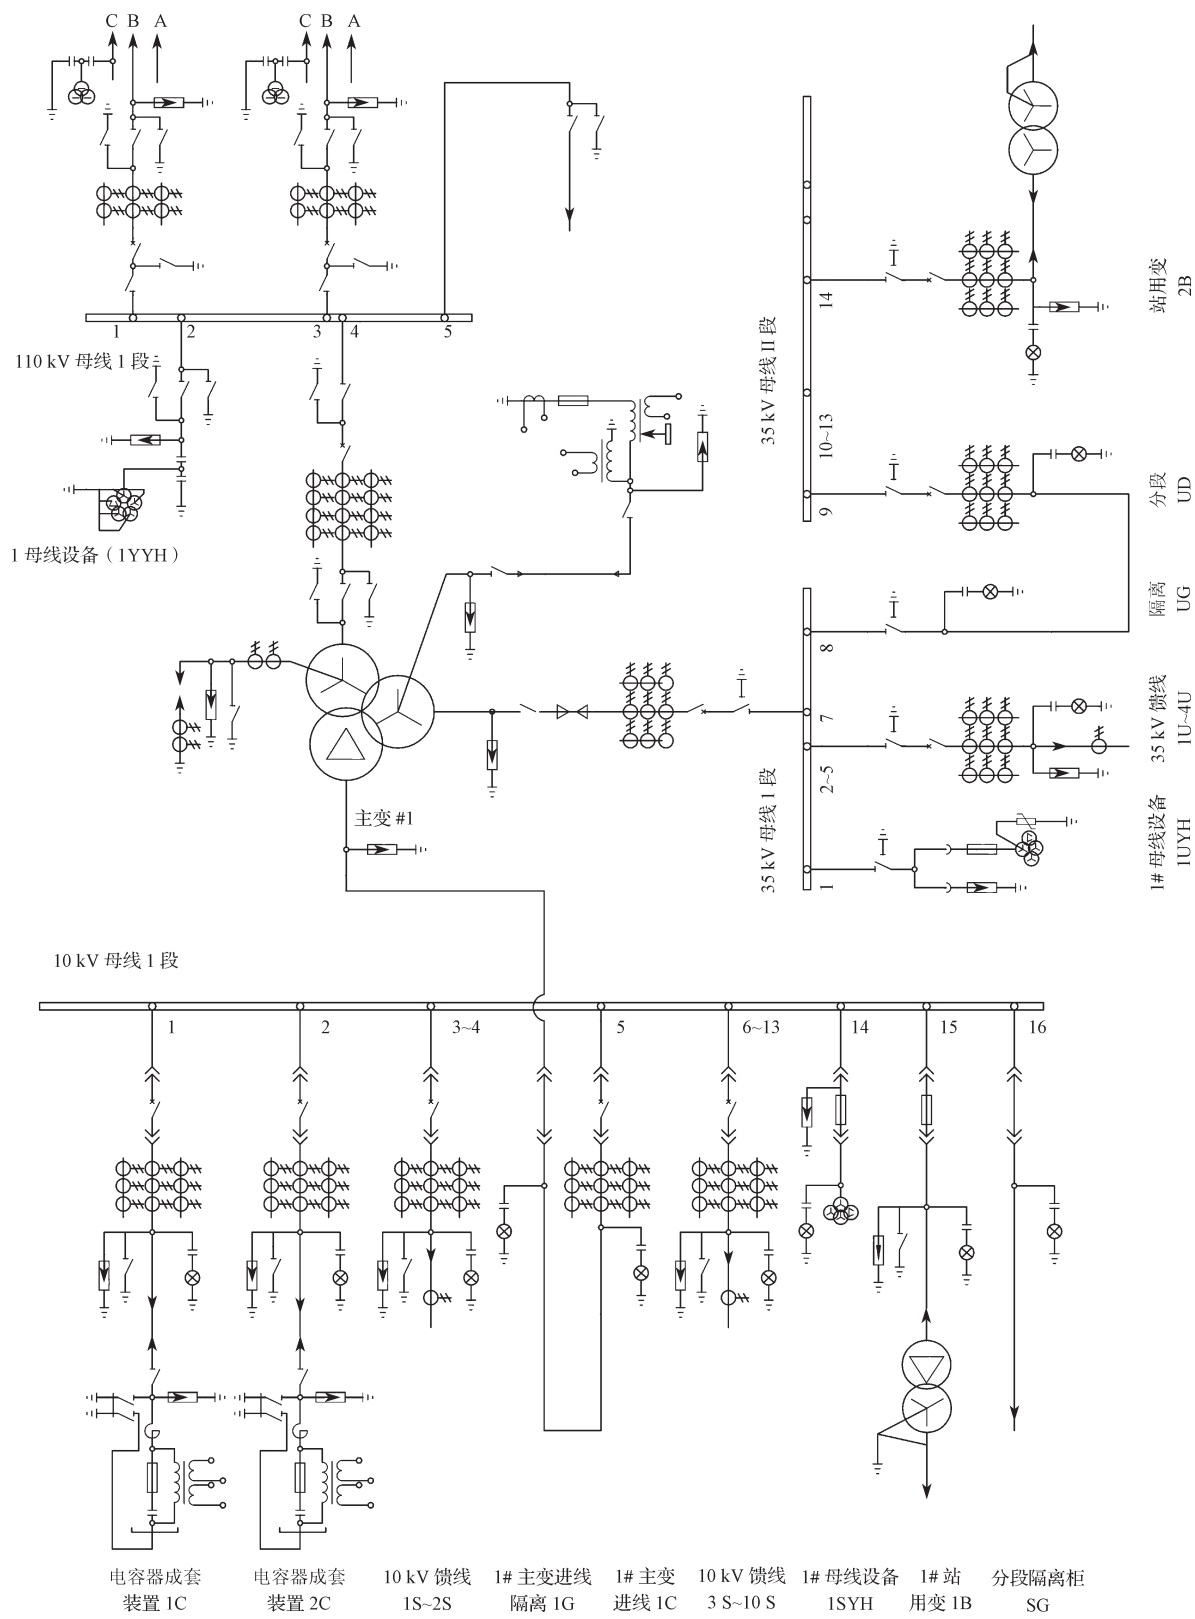 C B A
C B A
1
2
3
4
5
110 kV 母线 1 段
1 母线设备（1YYH）
主变 #1
35 kV 母线 II 段
14
10~13
9
35 kV 母线 1 段
8
7
2~5
1
站用变
2B
分段
UD
隔离
UG
35 kV 馈线
1U~4U
1# 母线设备
1UYH
10 kV 母线 1 段
1
2
3~4
5
6~13
14
15
16
电容器成套
装置 1C
电容器成套
装置 2C
10 kV 馈线
1S~2S
1# 主变进线
隔离 1G
1# 主变
进线 1C
10 kV 馈线
3 S~10 S
1# 母线设备
1SYH
1# 站
用变 1B
分段隔离柜
SG